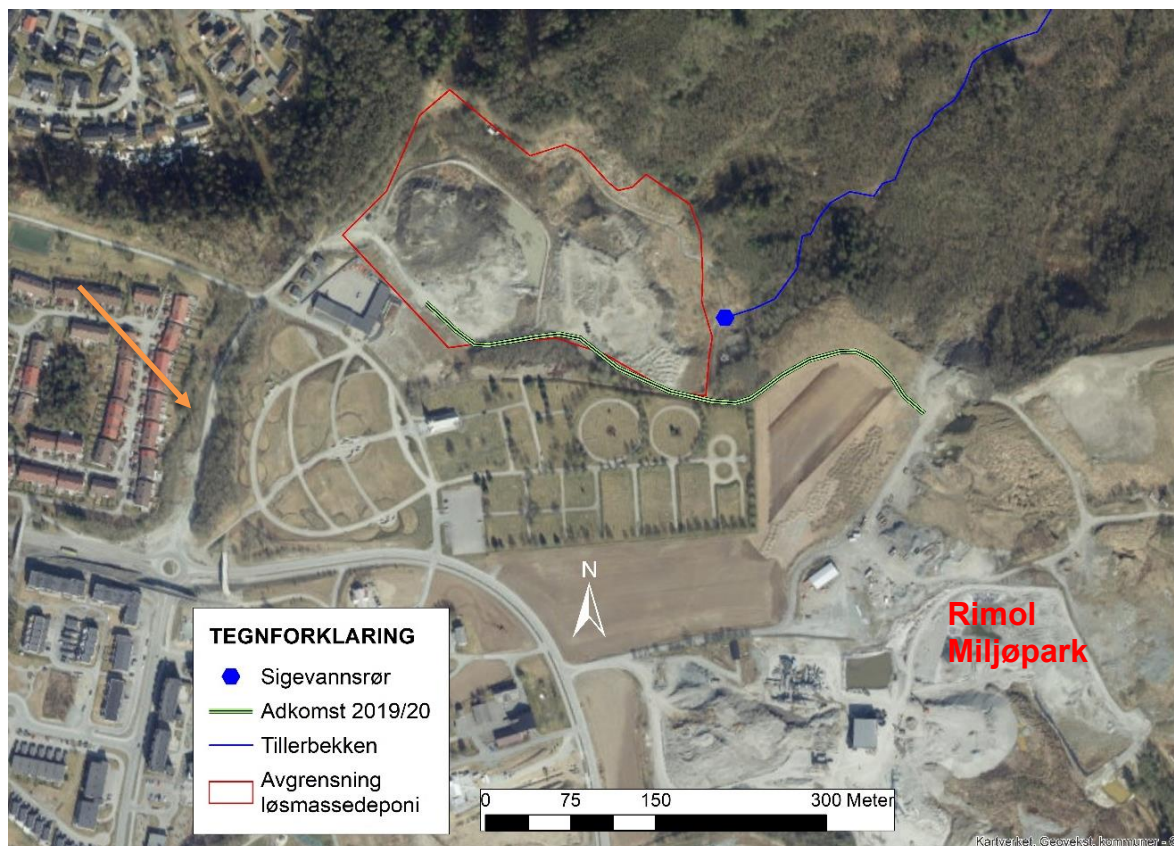 Rimol
Miljøpark
N
TEGNFORKLARING
Sigevannsrør
Adkomst 2019/20
Tillerbekken
Avgrensning
løsmassedeponi
0 75 150 300 Meter
Kartverket, Geovekst, kommuner -